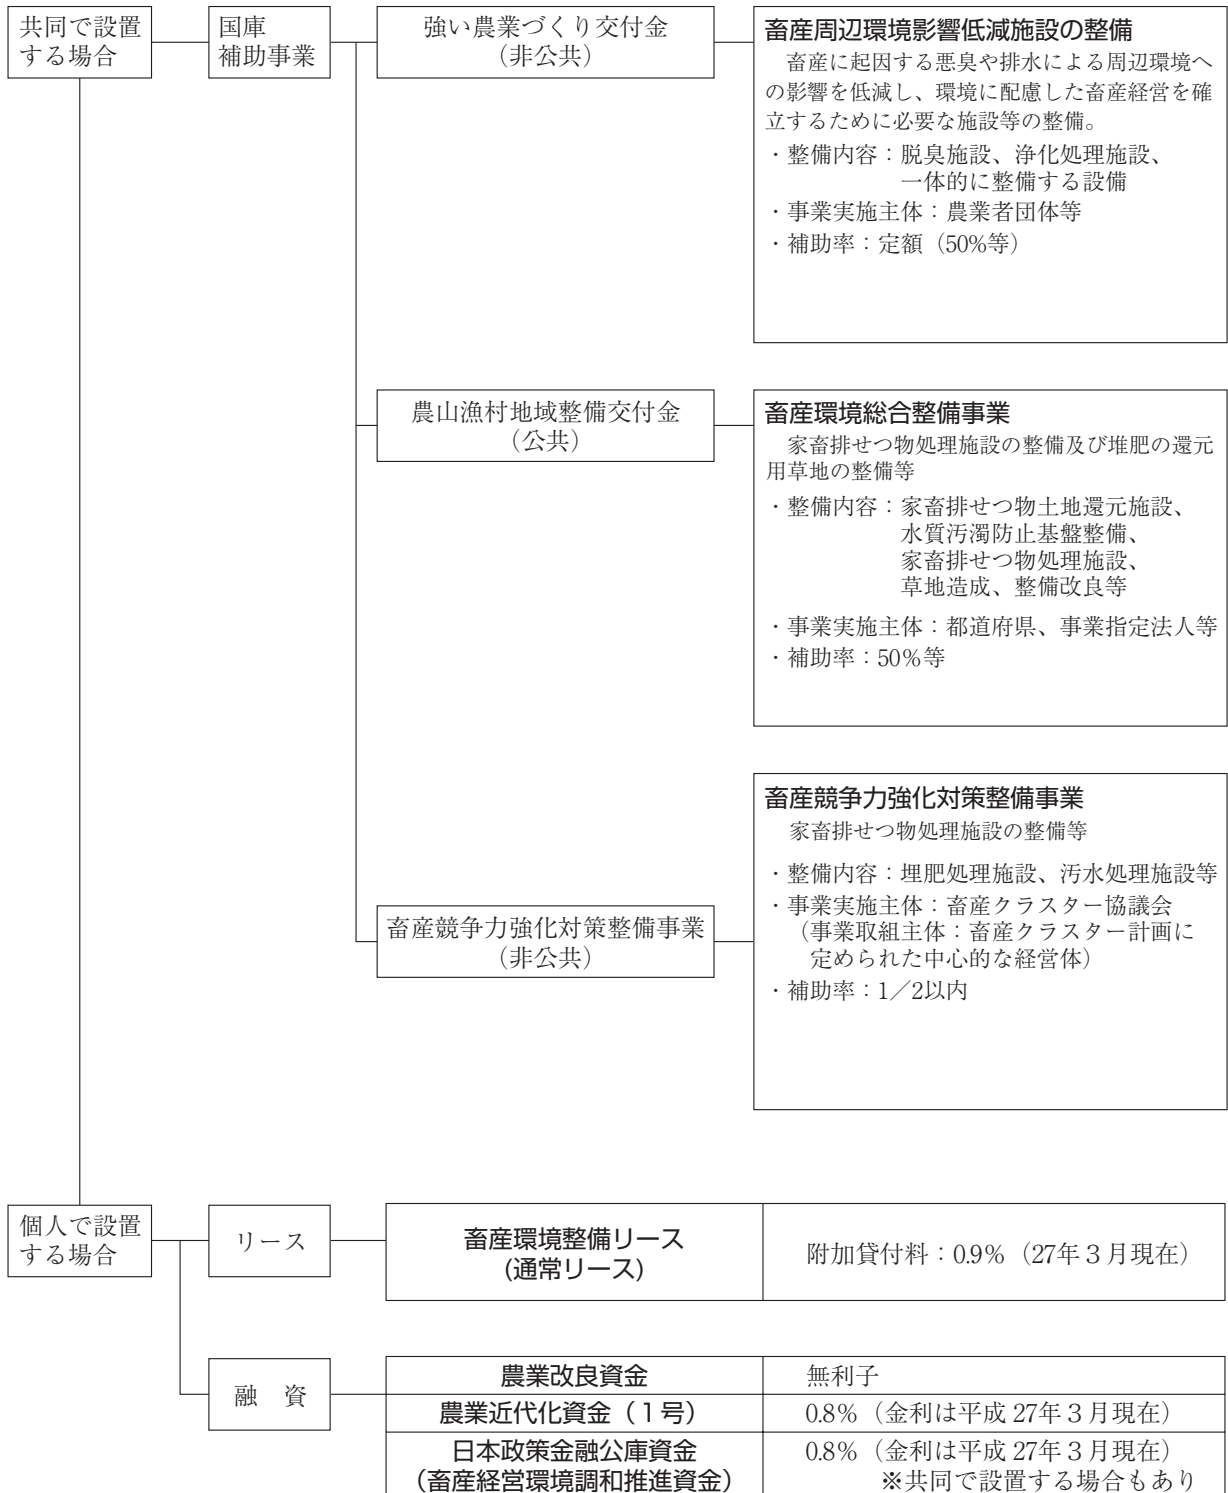 共同で設置
する場合
国庫
補助事業
強い農業づくり交付金
（非公共）
畜産周辺環境影響低減施設の整備
畜産に起因する悪臭や排水による周辺環境へ
の影響を低減し、環境に配慮した畜産経営を確
立するために必要な施設等の整備。
・整備内容：脱臭施設、浄化処理施設、
一体的に整備する設備
・事業実施主体：農業者団体等
・補助率：定額（50%等）
農山漁村地域整備交付金
（公共）
畜産環境総合整備事業
家畜排せつ物処理施設の整備及び堆肥の還元
用草地の整備等
・整備内容：家畜排せつ物土地還元施設、
水質汚濁防止基盤整備、
家畜排せつ物処理施設、
草地造成、整備改良等
・事業実施主体：都道府県、事業指定法人等
・補助率：50％等
畜産競争力強化対策整備事業
（非公共）
畜産競争力強化対策整備事業
家畜排せつ物処理施設の整備等
・整備内容：埋肥処理施設、汚水処理施設等
・事業実施主体：畜産クラスター協議会
（事業取組主体：畜産クラスター計画に
定められた中心的な経営体）
・補助率：1／2以内
個人で設置
する場合
リース
畜産環境整備リース
(通常リース)
附加貸付料：0.9％（27年３月現在）
融　資
農業改良資金
無利子
農業近代化資金（１号）
0.8％（金利は平成 27年３月現在）
日本政策金融公庫資金
（畜産経営環境調和推進資金）
0.8％（金利は平成 27年３月現在）
※共同で設置する場合もあり